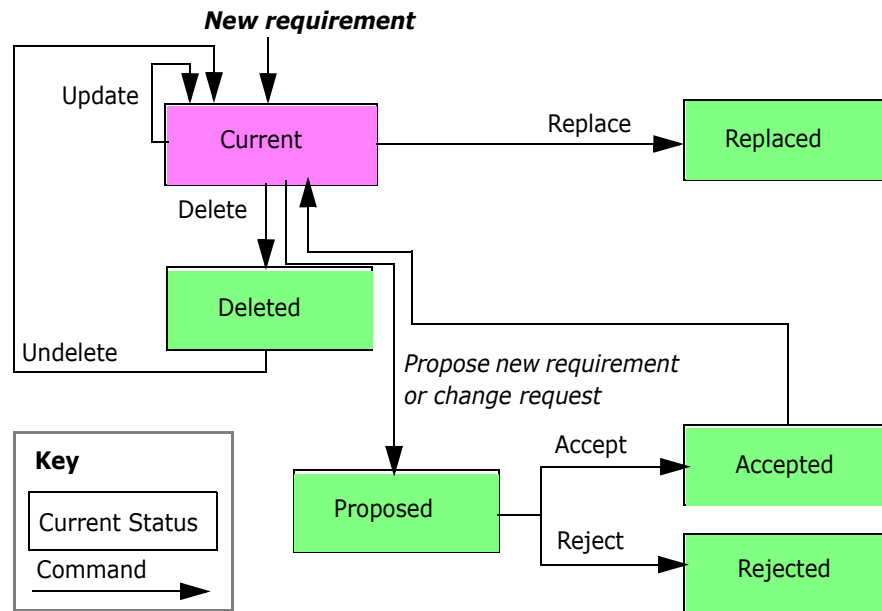 New requirement
Update
Current
Replace
Replaced
Delete
Deleted
Undelete
Propose new requirement
or change request
Key
Current Status
Command
Proposed
Accept
Accepted
Reject
Rejected